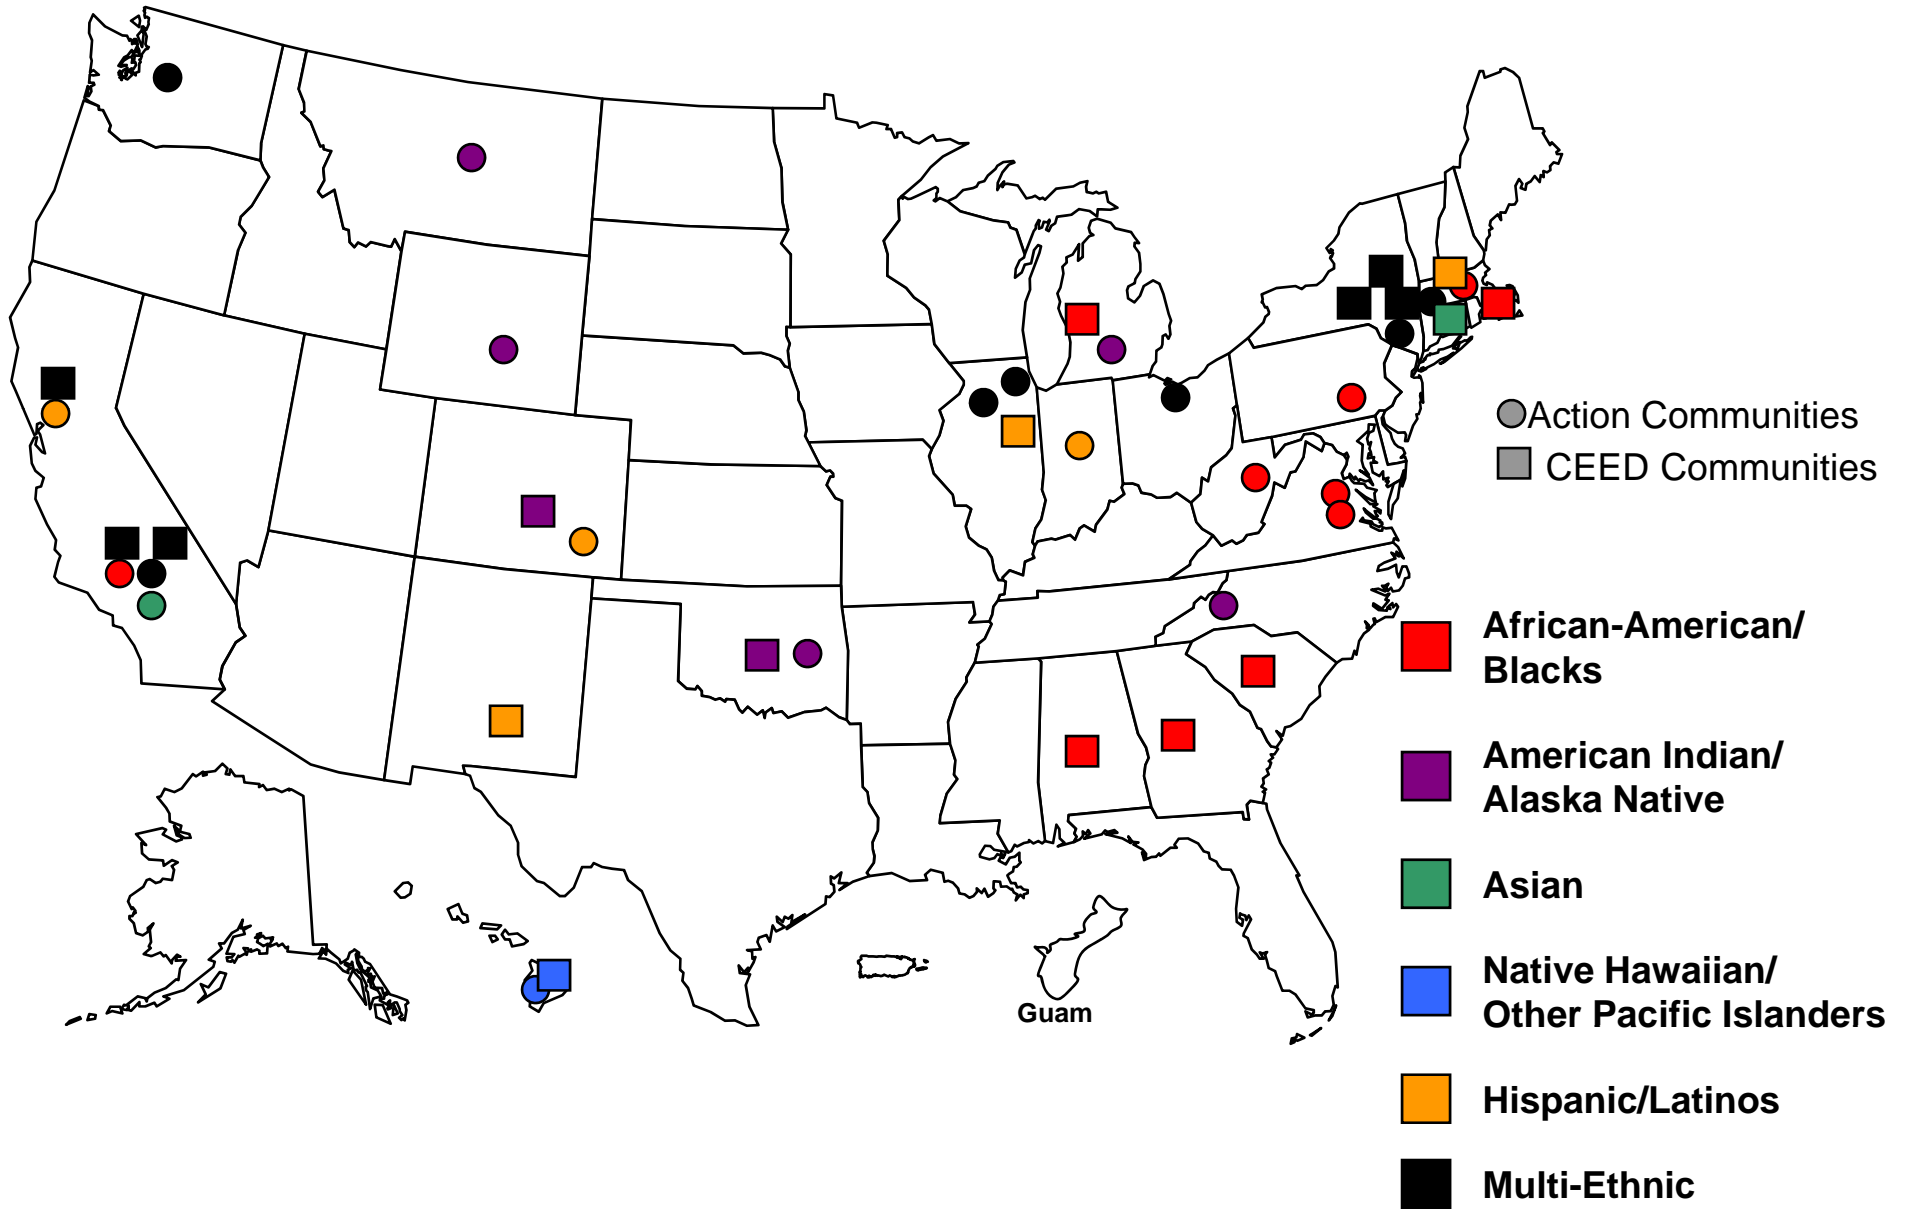 Action Communities
CEED Communities
African-American/
Blacks
American Indian/
Alaska Native
Asian
Native Hawaiian/
Other Pacific Islanders
Guam
Hispanic/Latinos
Multi-Ethnic